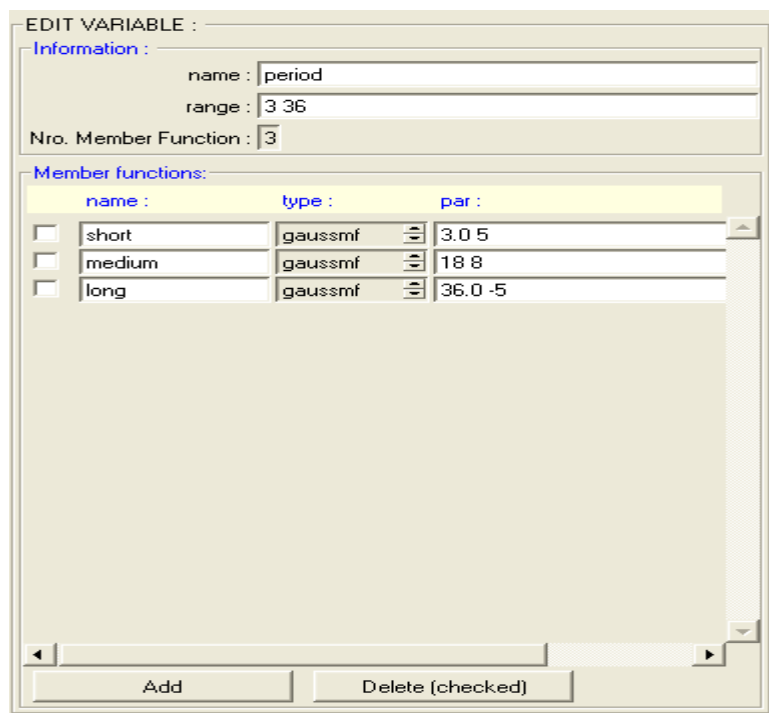 EDIT VARIABLE :
Information :
name : period
range : 3 36
Nro. Member Function : 3
Member functions:
name : type : par :
short gaussmf 3.0 5
medium gaussmf 18 8
long gaussmf 36.0 -5
Add Delete (checked)